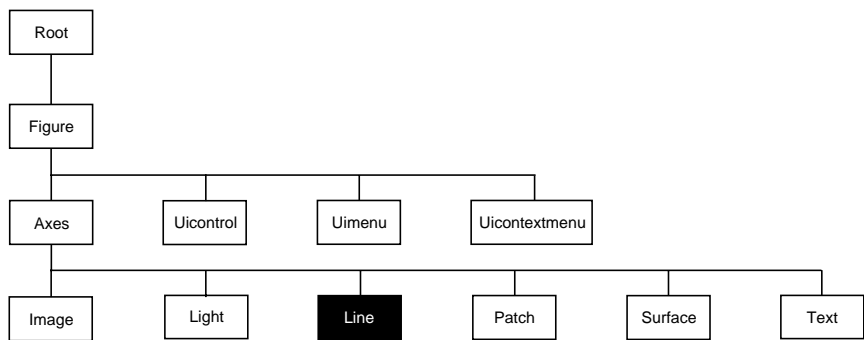 Root
Figure
Axes
Uicontrol
Uimenu
Uicontextmenu
Image
Light
Line
Patch
Surface
Text